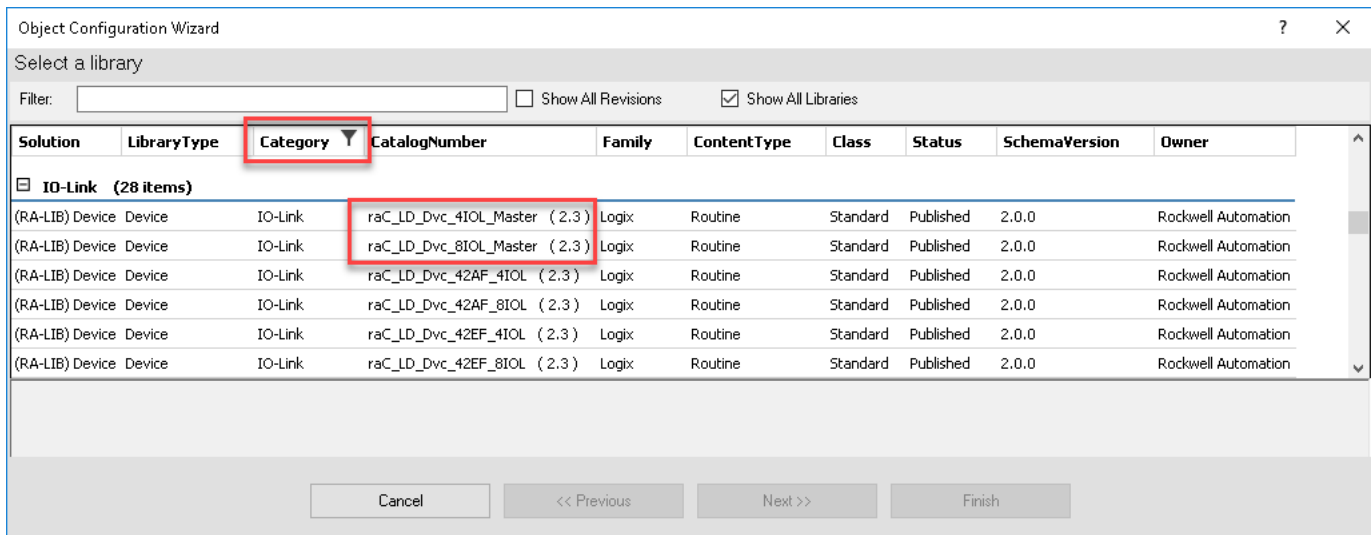 Object Configuration Wizard ?
Select a library
Filter: Show All Revisions Show All Libraries
Solution LibraryType Category CatalogNumber Family ContentType Class Status SchemaVersion Owner
IO-Link (28 items)
(RA-LIB) Device Device IO-Link raC_LD_Dvc_4IOL_Master ( 2.3 ) Logix Routine Standard Published 2.0.0 Rockwell Automation
(RA-LIB) Device Device IO-Link raC_LD_Dvc_8IOL_Master ( 2.3 ) Logix Routine Standard Published 2.0.0 Rockwell Automation
(RA-LIB) Device Device IO-Link raC_LD_Dvc_42AF_4IOL ( 2.3 ) Logix Routine Standard Published 2.0.0 Rockwell Automation
(RA-LIB) Device Device IO-Link raC_LD_Dvc_42AF_8IOL ( 2.3 ) Logix Routine Standard Published 2.0.0 Rockwell Automation
(RA-LIB) Device Device IO-Link raC_LD_Dvc_42EF_4IOL ( 2.3 ) Logix Routine Standard Published 2.0.0 Rockwell Automation
(RA-LIB) Device Device IO-Link raC_LD_Dvc_42EF_8IOL ( 2.3 ) Logix Routine Standard Published 2.0.0 Rockwell Automation
Cancel << Previous Next >> Finish